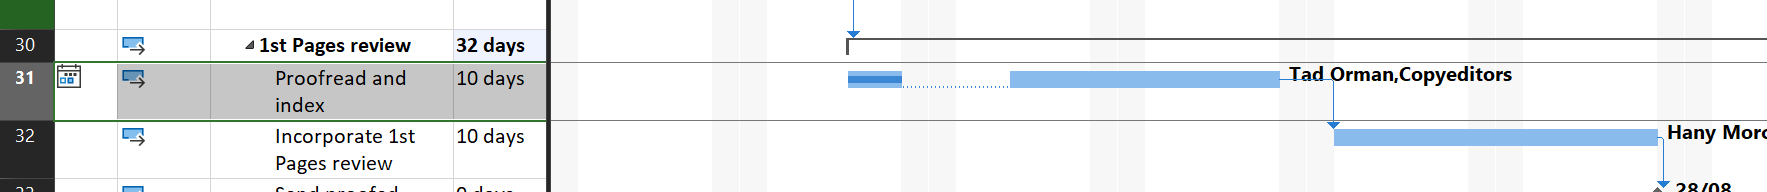 30 1st Pages review 32 days
31 Proofread and 10 days Tad Orman,Copyeditors
index
32 Incorporate 1st 10 days Hany
Pages review
28/08